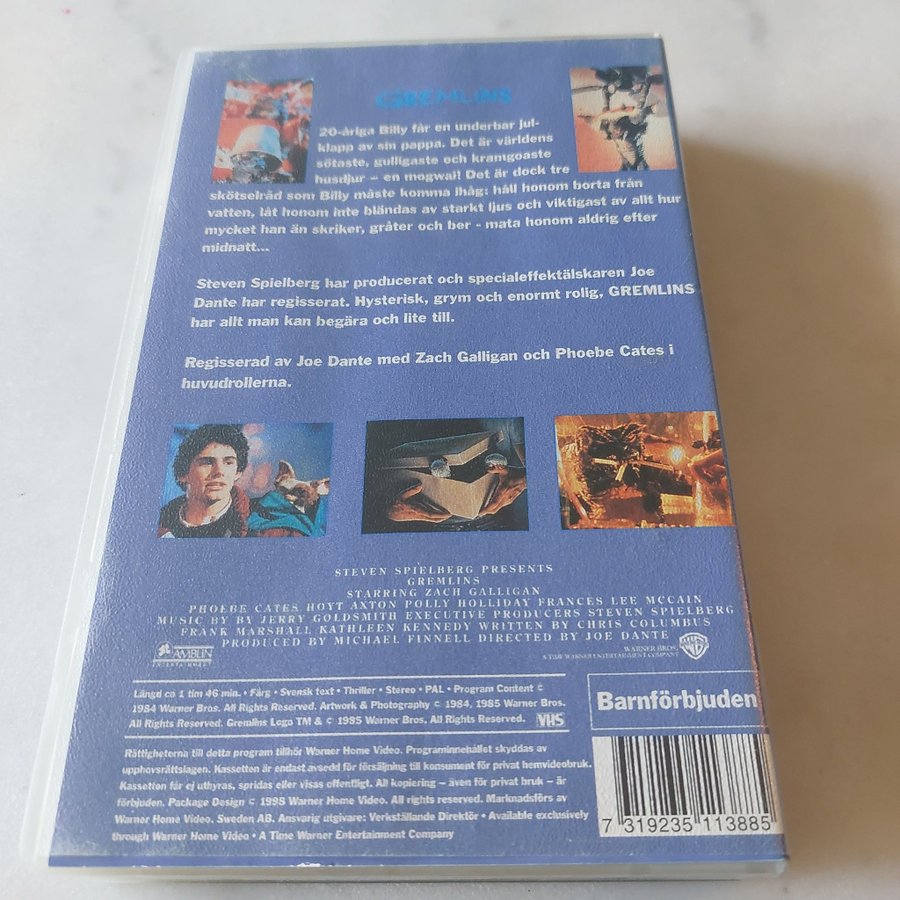 GREMLINS
20-åriga Billy får en underbar jul-
klapp av sin pappa. Det är världens
sötaste, gulligaste och kramgoaste
husdjur – en mogwai! Det är dock tre
skötselråd som Billy måste komma ihåg: håll honom borta från
vatten, låt honom inte bländas av starkt ljus och viktigast av allt hur
mycket han än skriker, gråter och ber - mata honom aldrig efter
midnatt...
Steven Spielberg har producerat och specialeffektälskaren Joe
Dante har regisserat. Hysterisk, grym och enormt rolig, GREMLINS
har allt man kan begära och lite till.
Regisserad av Joe Dante med Zach Galligan och Phoebe Cates i
huvudrollerna.
STEVEN SPIELBERG PRESENTS
GREMLINS
STARRING ZACH GALLIGAN
PHOEBE CATES HOYT AXTON POLLY HOLLIDAY FRANCES LEE MCCAIN
MUSIC BY BY JERRY GOLDSMITH EXECUTIVE PRODUCERS STEVEN SPIELBERG
FRANK MARSHALL KATHLEEN KENNEDY WRITTEN BY CHRIS COLUMBUS
PRODUCED BY MICHAEL FINNELL DIRECTED BY JOE DANTE
AMBLIN
ENTERTAINMENT
WARNER BROS.
A TIME WARNER ENTERTAINMENT COMPANY
WB
Längd ca 1 tim 46 min. • Färg • Svensk text • Thriller • Stereo • PAL • Program Content ©
1984 Warner Bros. All Rights Reserved. Artwork & Photography © 1984, 1985 Warner Bros.
All Rights Reserved. Gremlins Logo TM & © 1985 Warner Bros. All Rights Reserved.
VHS
Barnförbjuden
Rättigheterna till detta program tillhör Warner Home Video. Programinnehållet skyddas av
upphovsrättslagen. Kassetten är endast avsedd för försäljning till konsument för privat hemvideobruk.
Kassetten får ej uthyras, spridas eller visas offentligt. All kopiering – även för privat bruk – är
förbjuden. Package Design © 1998 Warner Home Video. All rights reserved. Marknadsförs av
Warner Home Video. Sweden AB. Ansvarig utgivare: Verkställande Direktör • Available exclusively
through Warner Home Video • A Time Warner Entertainment Company
7 319235 113885